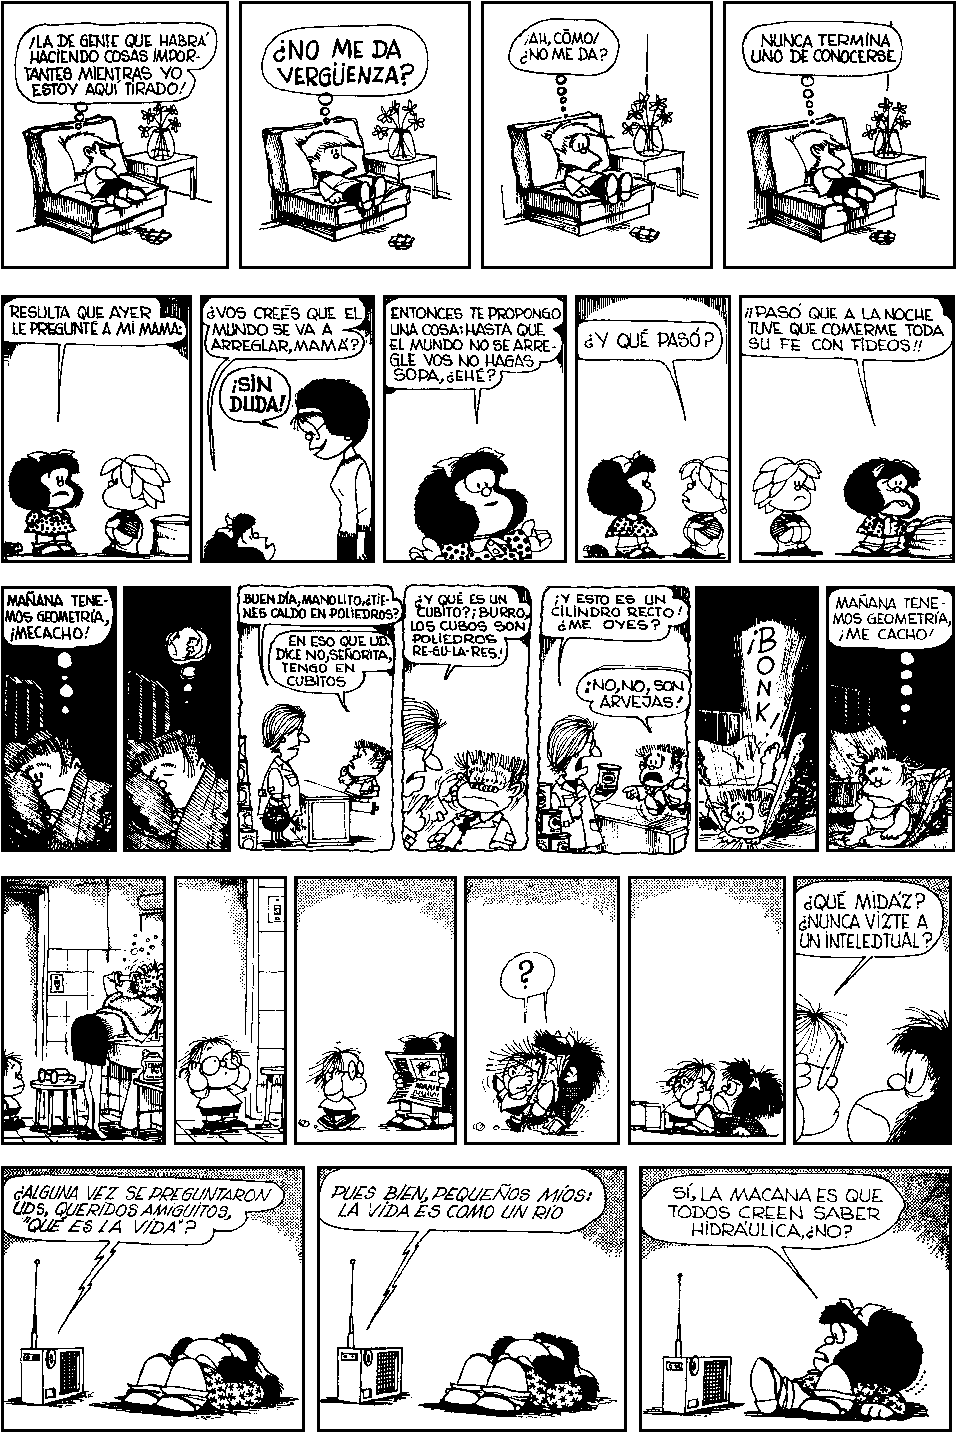 ¡LA DE GENTE QUE HABRÁ
HACIENDO COSAS IMPOR-
TANTES MIENTRAS YO
ESTOY AQUÍ TIRADO!
¿NO ME DA
VERGÜENZA?
¡AH, CÓMO!
¿NO ME DA?
NUNCA TERMINA
UNO DE CONOCERSE
RESULTA QUE AYER
LE PREGUNTÉ A MI MAMÁ:
¿VOS CREÉS QUE EL
MUNDO SE VA A
ARREGLAR, MAMÁ?
¡SIN
DUDA!
ENTONCES TE PROPONGO
UNA COSA: HASTA QUE
EL MUNDO NO SE ARRE-
GLE VOS NO HAGAS
SOPA, ¿EHÉ?
¿Y QUÉ PASÓ?
¡¡PASÓ QUE A LA NOCHE
TUVE QUE COMERME TODA
SU FE CON FIDEOS!!
MAÑANA TENE-
MOS GEOMETRÍA,
¡MECACHO!
BUEN DÍA, MANOLITO, ¿TIE-
NES CALDO EN POLIEDROS?
EN ESO QUE UD.
DICE NO, SEÑORITA,
TENGO EN
CUBITOS
¿Y QUÉ ES UN
CUBITO?; ¡BURRO,
LOS CUBOS SON
POLIEDROS
RE-GU-LA-RES!
¡Y ESTO ES UN
CILINDRO RECTO!
¿ME OYES?
¡NO, NO, SON
ARVEJAS!
¡BONK!
MAÑANA TENE-
MOS GEOMETRÍA,
¡ME CACHO!
?
¿QUÉ MIDÁZ?
¿NUNCA VIZTE A
UN INTELEDTUAL?
¿ALGUNA VEZ SE PREGUNTARON
UDS, QUERIDOS AMIGUITOS,
"QUÉ ES LA VIDA"?
PUES BIEN, PEQUEÑOS MÍOS:
LA VIDA ES COMO UN RÍO
SÍ, LA MACANA ES QUE
TODOS CREEN SABER
HIDRÁULICA, ¿NO?